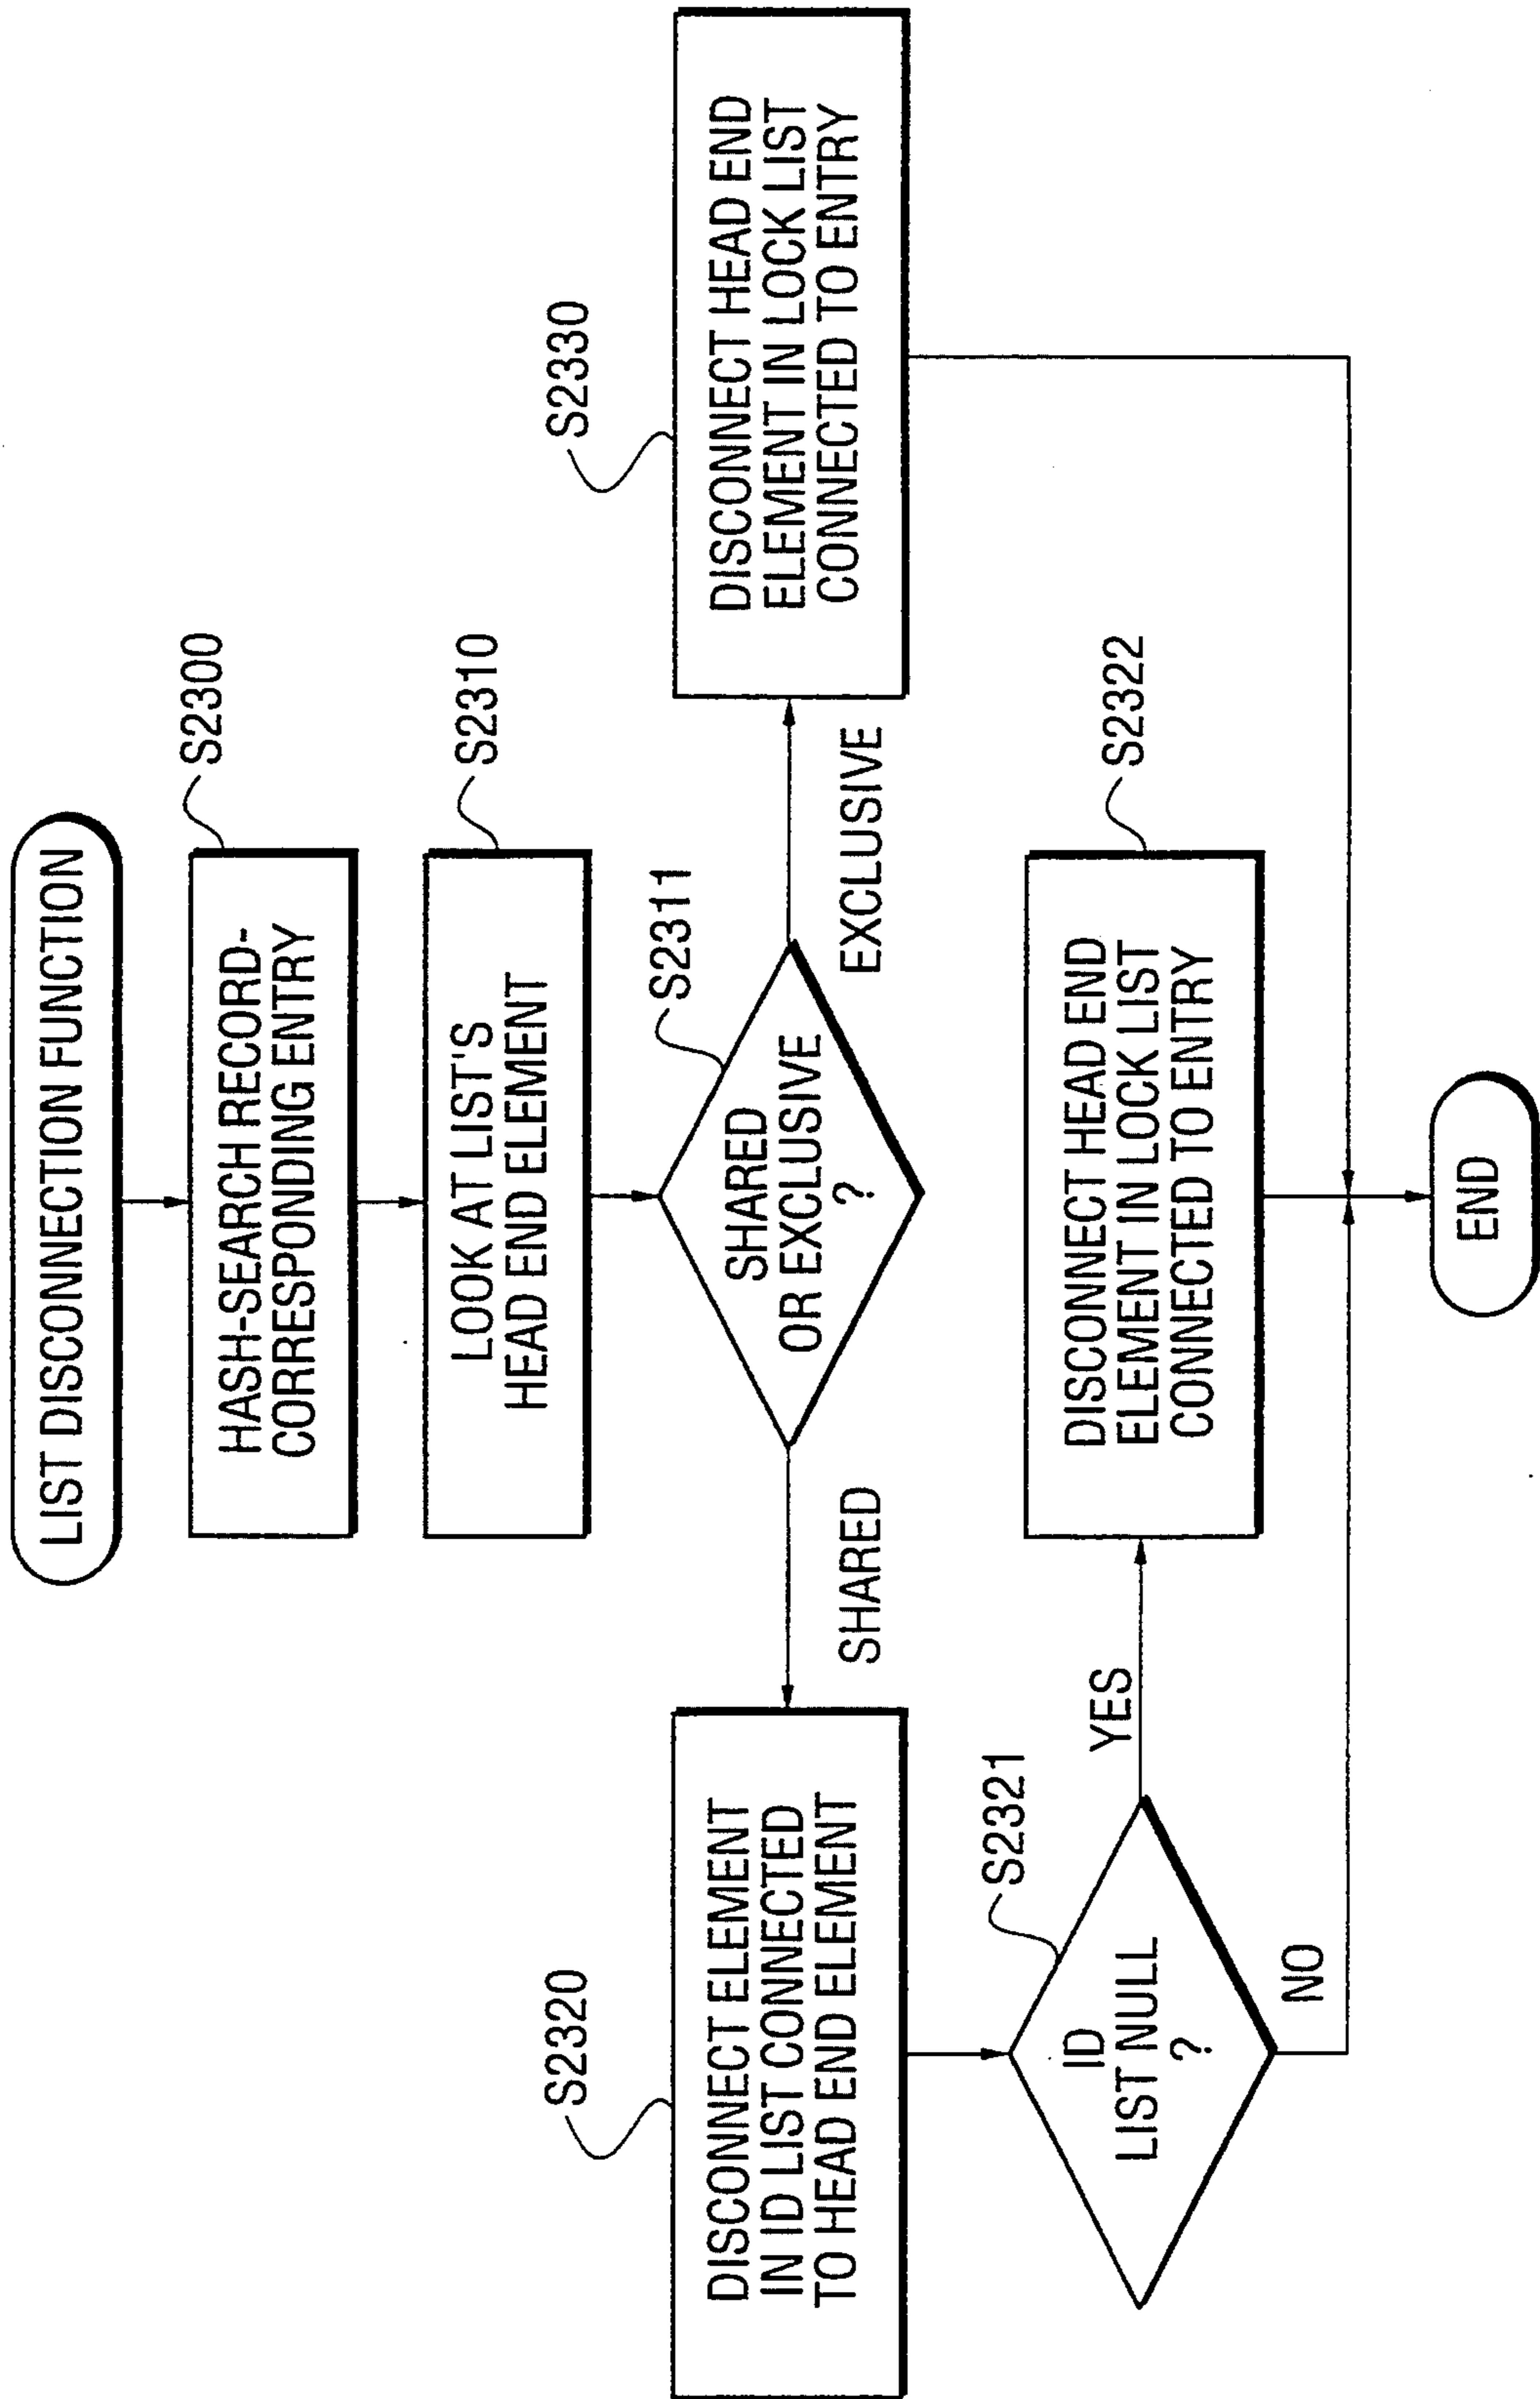 LIST DISCONNECTION FUNCTION
S2300
HASH-SEARCH RECORD-
CORRESPONDING ENTRY
S2310
LOOK AT LIST'S
HEAD END ELEMENT
S2311
SHARED
OR EXCLUSIVE
?
SHARED
EXCLUSIVE
S2320
DISCONNECT ELEMENT
IN ID LIST CONNECTED
TO HEAD END ELEMENT
S2330
DISCONNECT HEAD END
ELEMENT IN LOCK LIST
CONNECTED TO ENTRY
S2321
ID
LIST NULL
?
YES
NO
S2322
DISCONNECT HEAD END
ELEMENT IN LOCK LIST
CONNECTED TO ENTRY
END